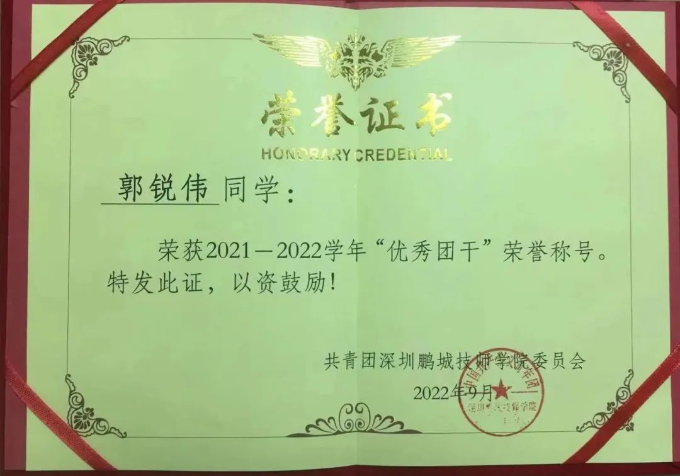 荣誉证书
HONORARY CREDENTIAL
郭锐伟同学：
荣获2021—2022学年“优秀团干”荣誉称号。
特发此证，以资鼓励！
共青团深圳鹏城技师学院委员会
2022年9月